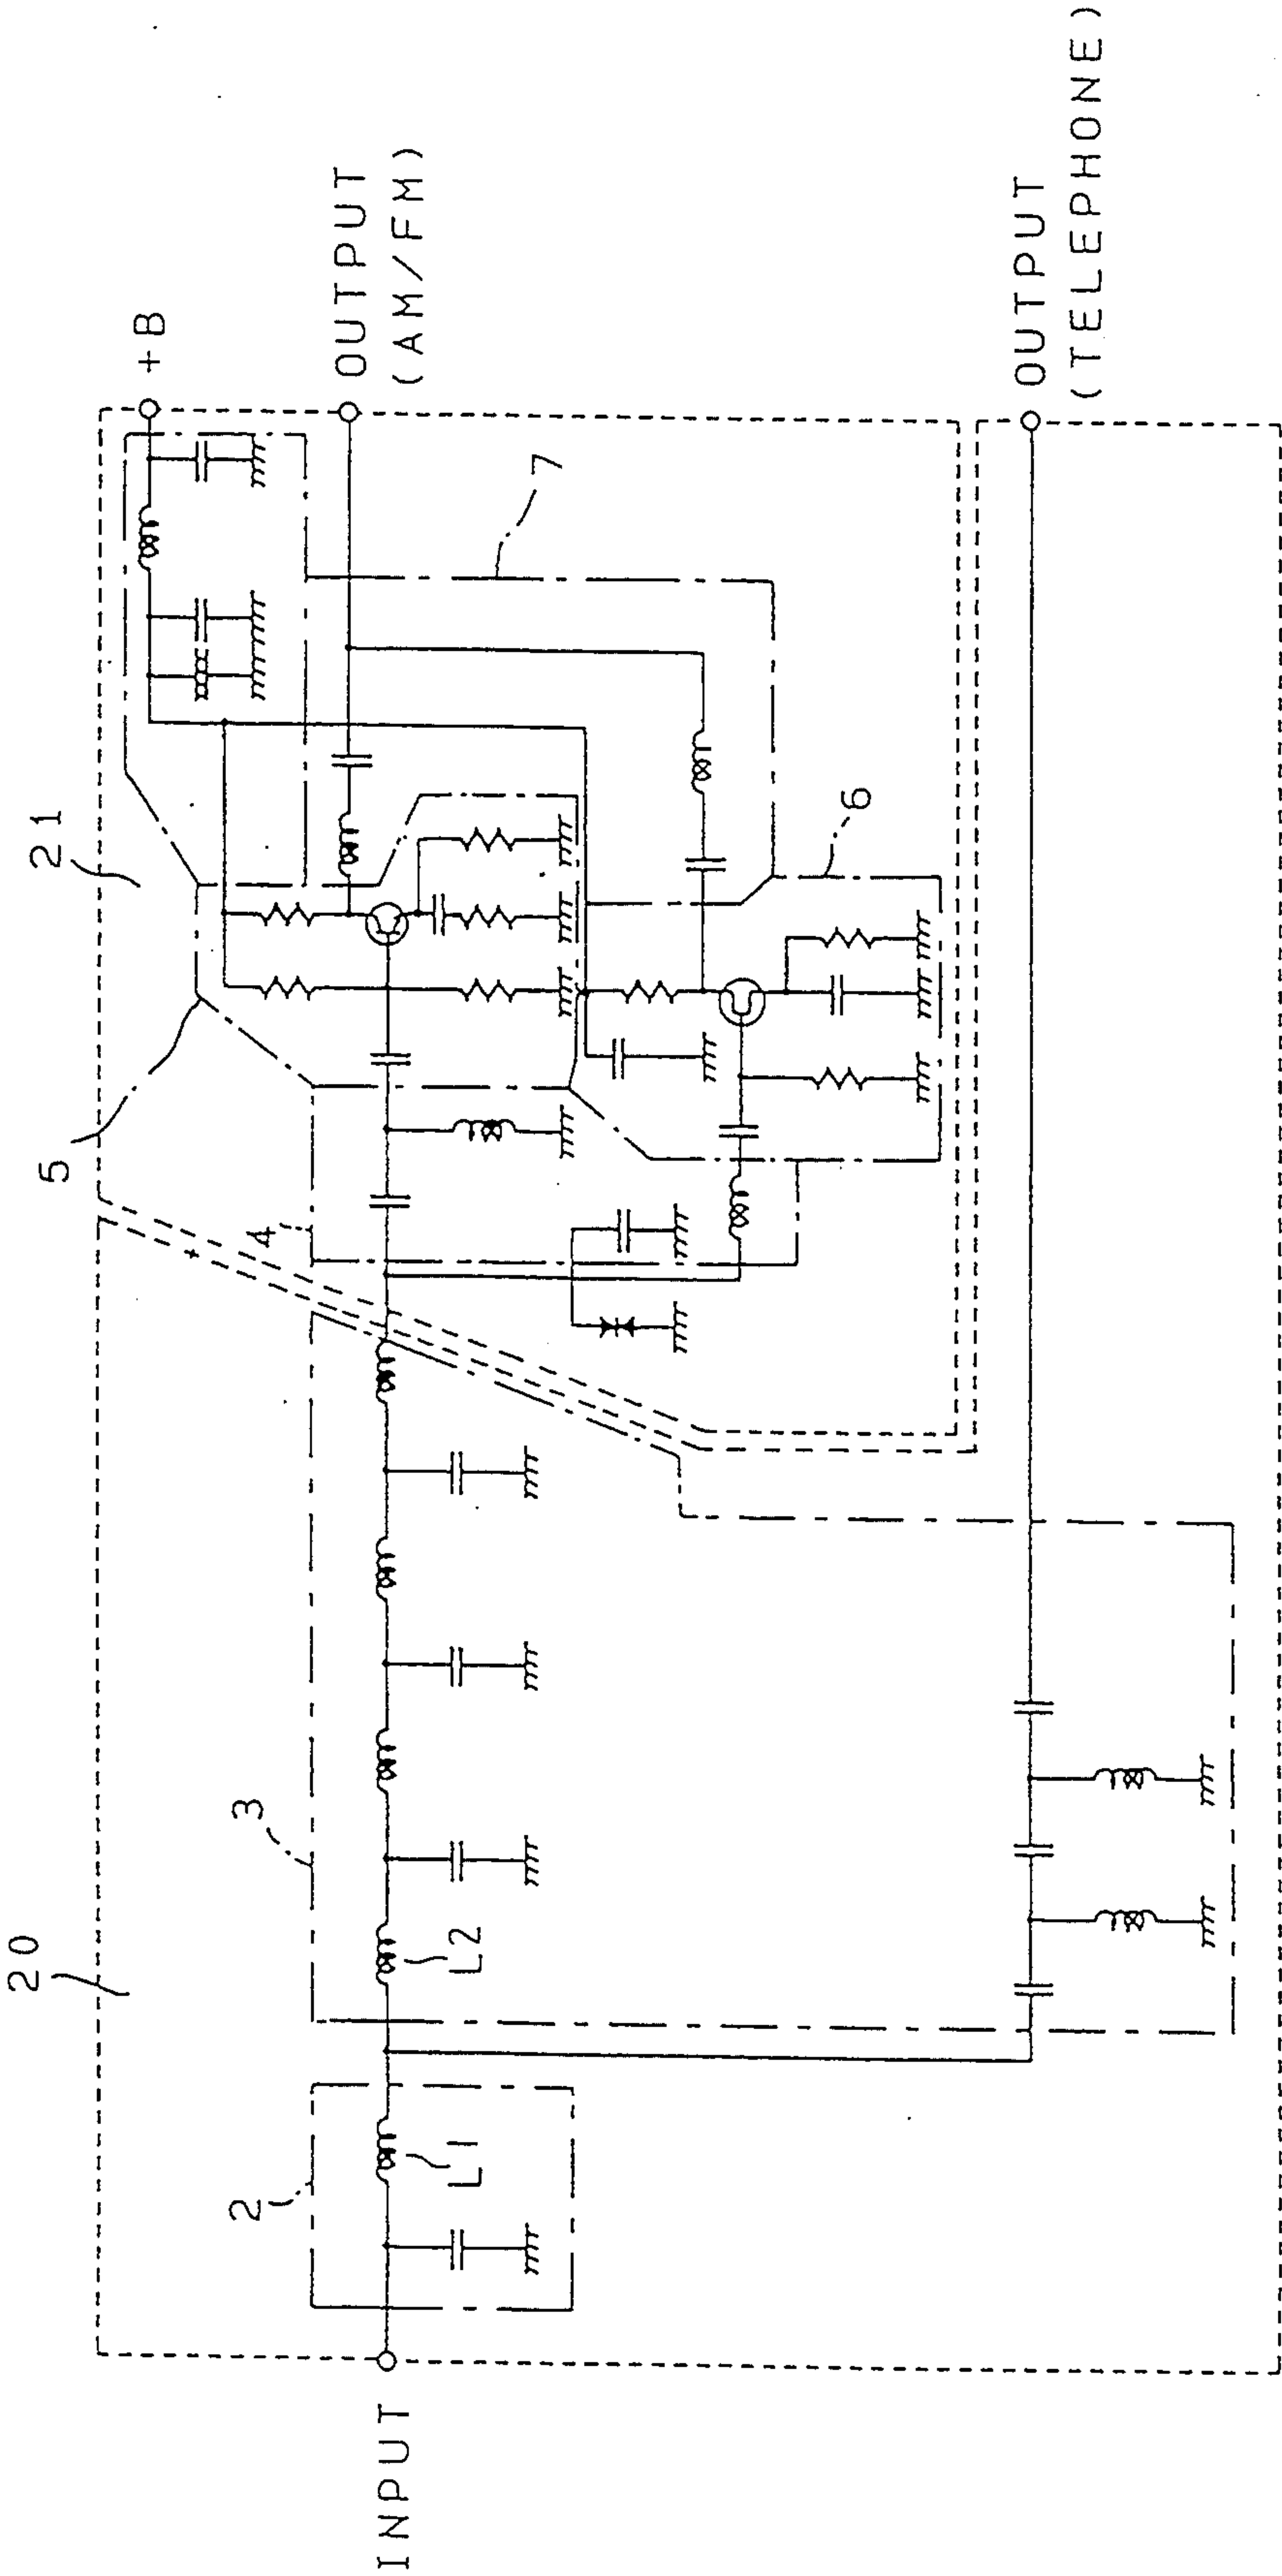 20
21
+B
5
OUTPUT
(AM/FM)
3
4
7
2
INPUT
L1
L2
6
OUTPUT
(TELEPHONE)